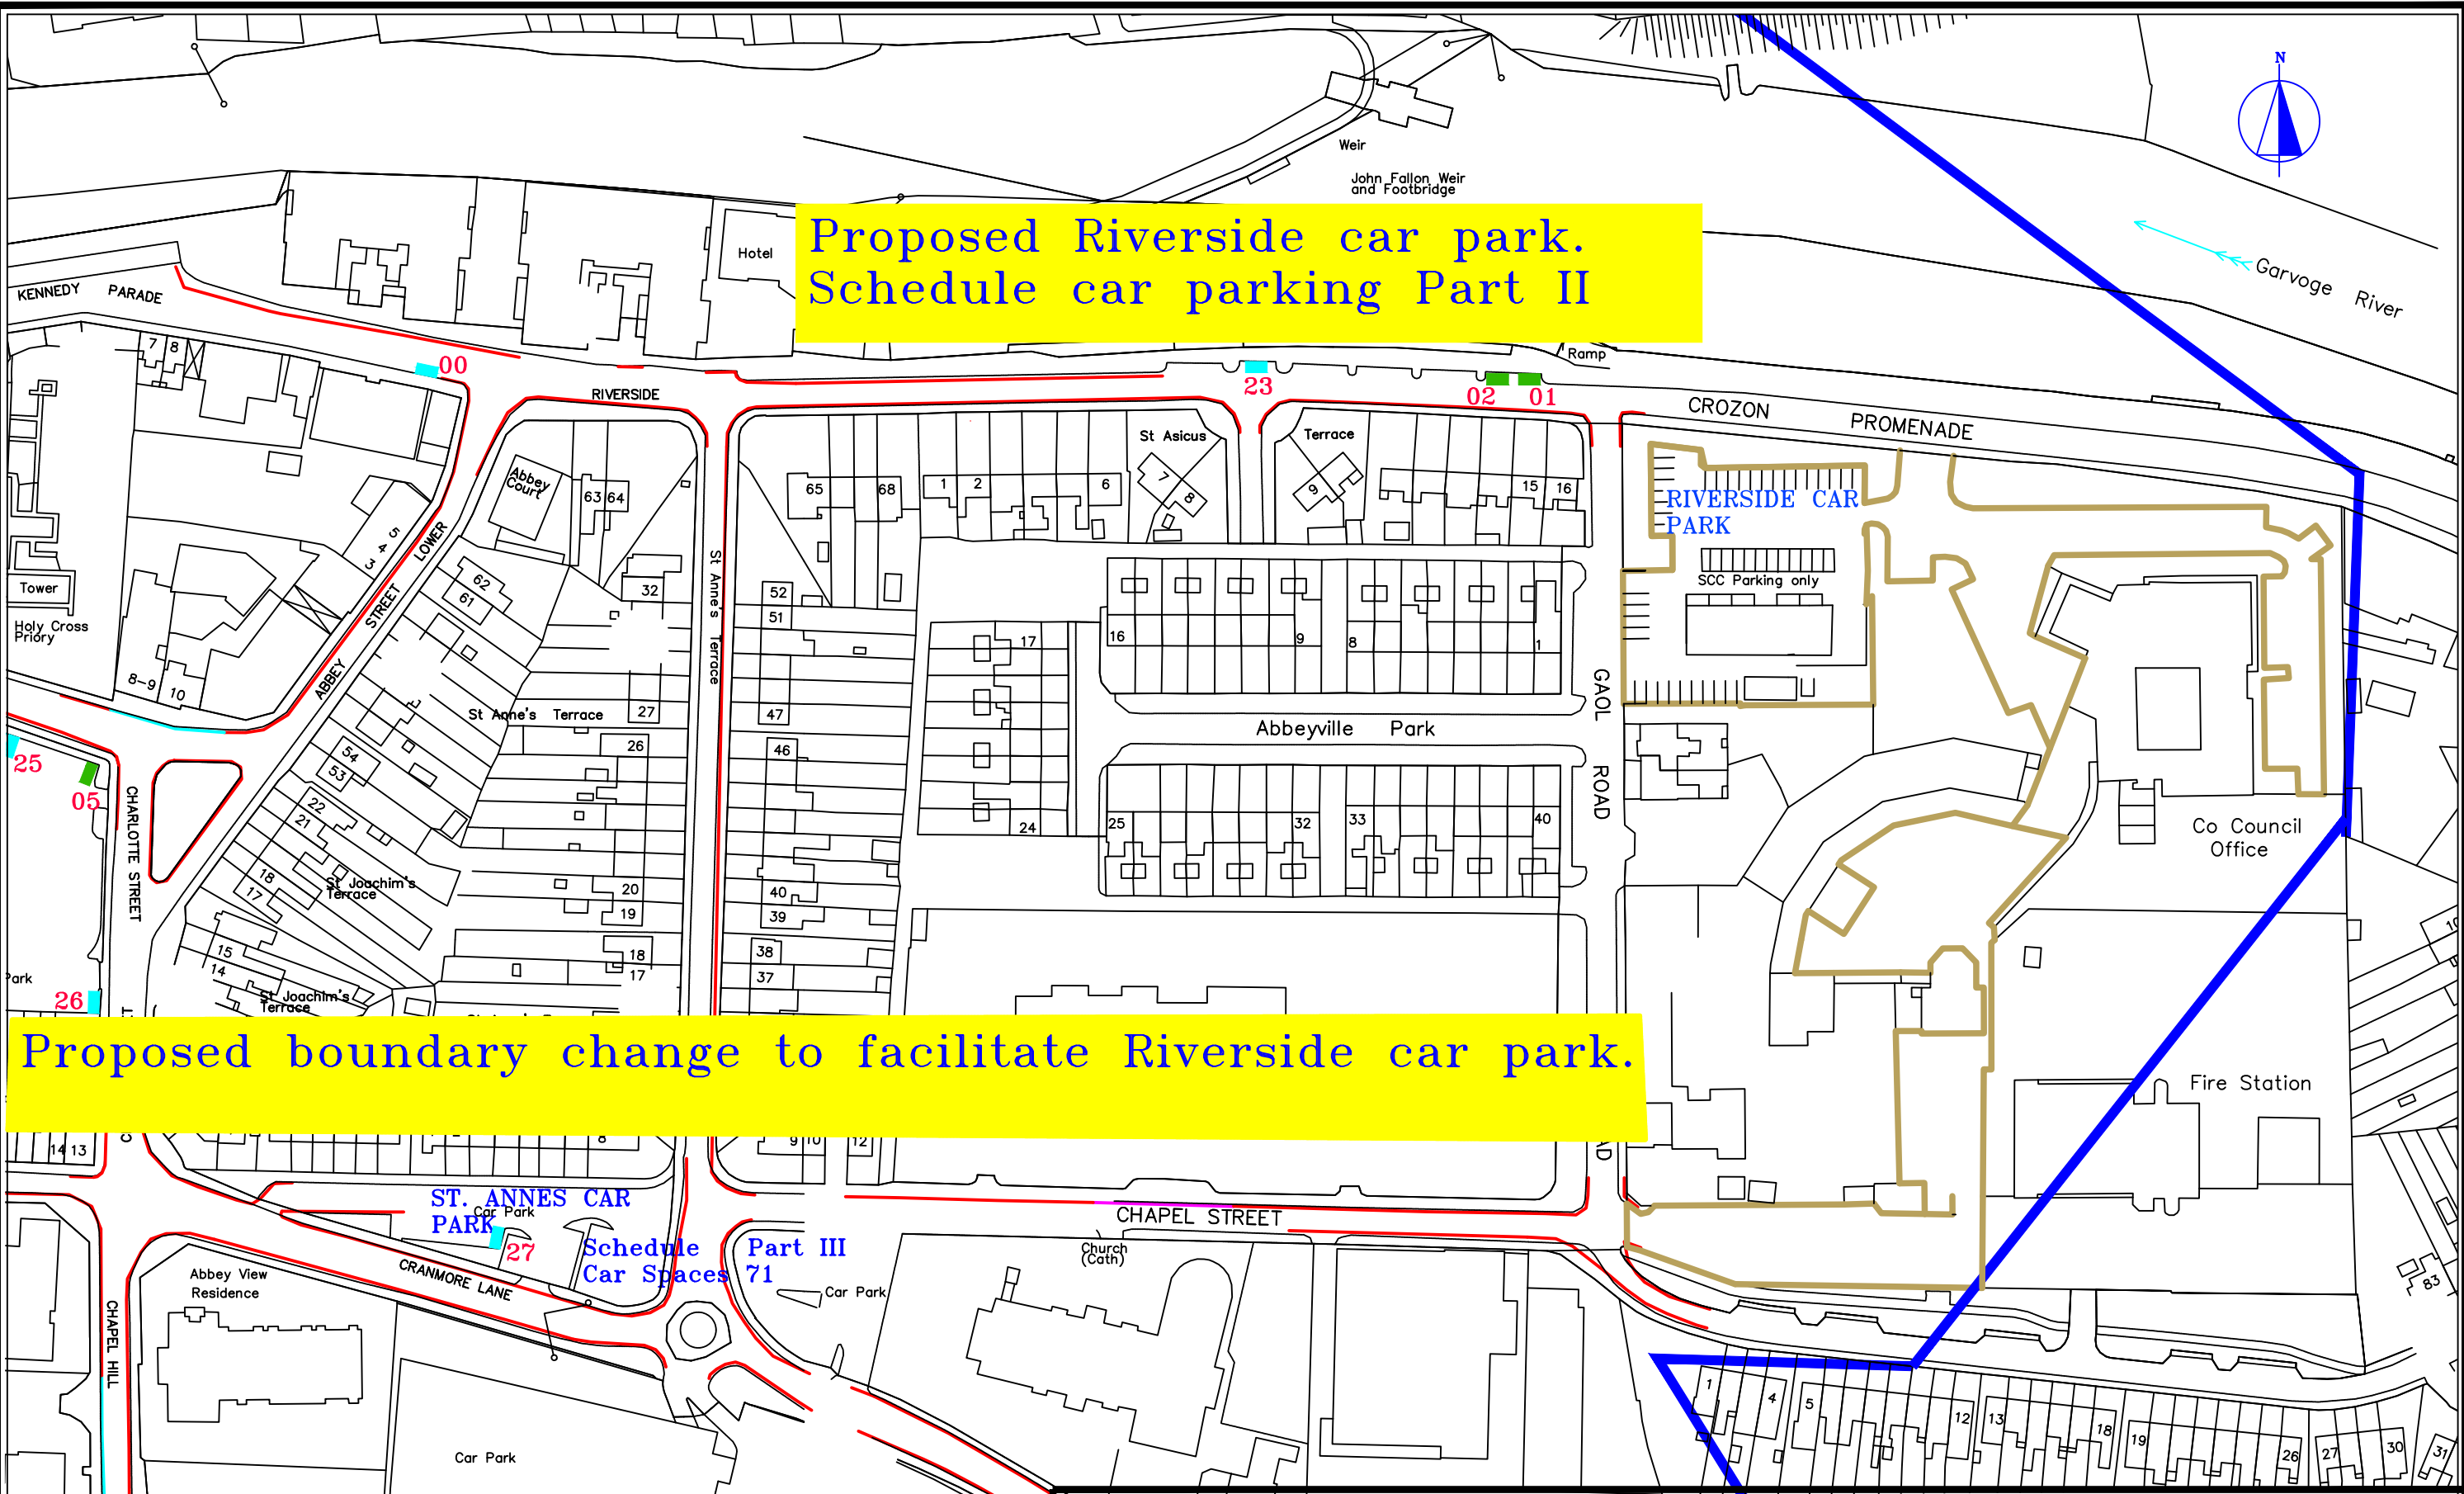 N
Weir
John Fallon Weir
and Footbridge
Garvoge River
Proposed Riverside car park.
Schedule car parking Part II
Hotel
KENNEDY PARADE
7 8
00
RIVERSIDE
23
02 01
Ramp
CROZON PROMENADE
St Asicus
Terrace
Abbey
Court
63 64
65
68
1 2
6
7
8
9
15 16
RIVERSIDE CAR
PARK
SCC Parking only
5
4
3
ABBEY STREET LOWER
62
61
32
St Anne's Terrace
52
51
Tower
Holy Cross
Priory
8-9 10
17
16
9
8
1
St Anne's Terrace
27
47
GAOL ROAD
Abbeyville Park
26
46
54
53
25
05
CHARLOTTE STREET
22
21
24
25
32
33
40
Co Council
Office
18
17
St Joachim's
Terrace
20
19
40
39
15
14
18
17
38
37
Park
26
St Joachim's
Terrace
Proposed boundary change to facilitate Riverside car park.
Fire Station
14 13
8
9 10
12
ST. ANNES CAR
PARK
Car Park
27
Schedule Part III
Car Spaces 71
CHAPEL STREET
Church
(Cath)
CRANMORE LANE
Abbey View
Residence
Car Park
CHAPEL HILL
83
Car Park
1
4
5
12
13
18
19
26
27
30
31